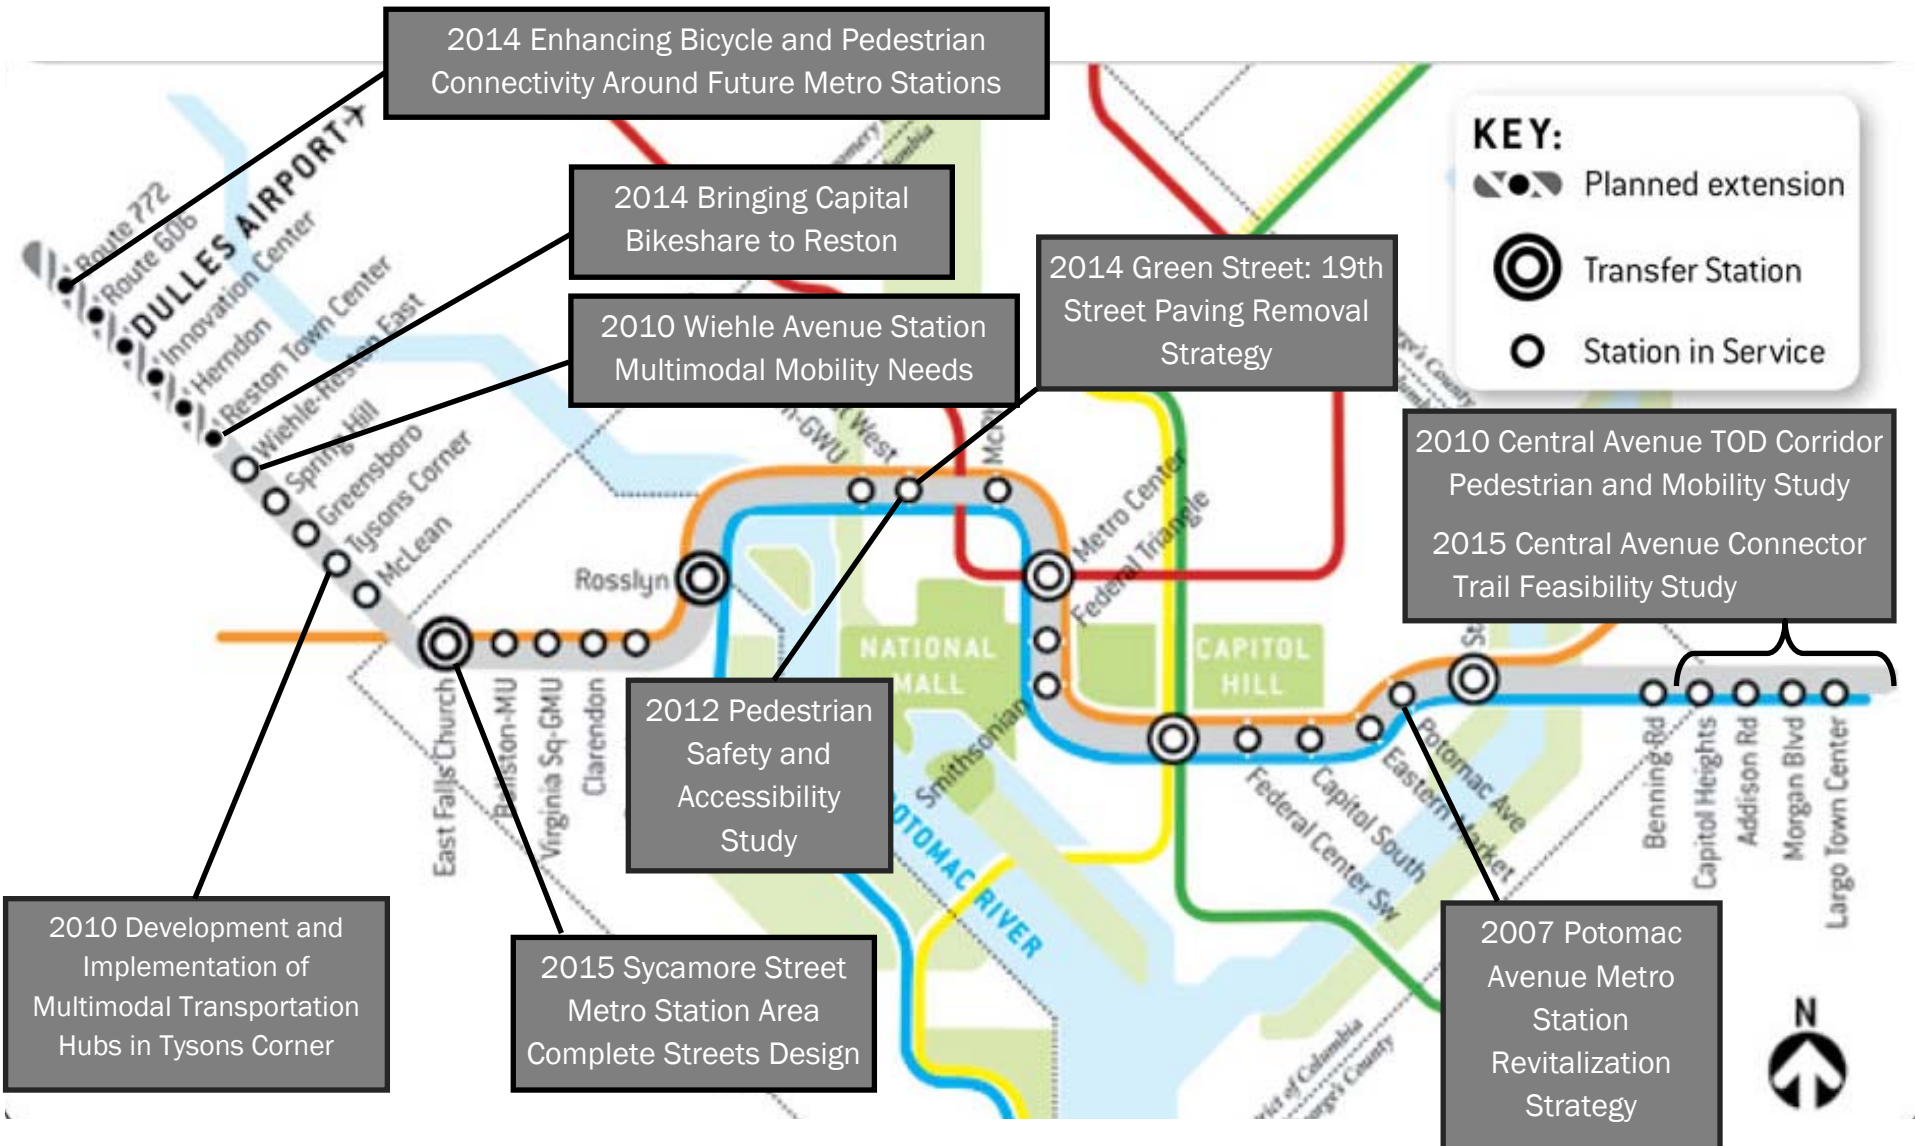 2014 Enhancing Bicycle and Pedestrian
Connectivity Around Future Metro Stations
2014 Bringing Capital
Bikeshare to Reston
2010 Wiehle Avenue Station
Multimodal Mobility Needs
2014 Green Street: 19th
Street Paving Removal
Strategy
KEY:
Planned extension
Transfer Station
Station in Service
2010 Central Avenue TOD Corridor
Pedestrian and Mobility Study
2015 Central Avenue Connector
Trail Feasibility Study
Route 772
Route 606
DULLES AIRPORT
Innovation Center
Herndon
Reston Town Center
Wiehle-Reston East
Spring Hill
Greensboro
Tysons Corner
McLean
East Falls Church
Ballston-MU
Virginia Sq-GMU
Clarendon
Rosslyn
n-GWU
West
Metro Center
Federal Triangle
Smithsonian
NATIONAL
MALL
CAPITOL
HILL
Federal Center SW
Capitol South
Eastern Market
Potomac Ave
Benning Rd
Capitol Heights
Addison Rd
Morgan Blvd
Largo Town Center
POTOMAC RIVER
2012 Pedestrian
Safety and
Accessibility
Study
2010 Development and
Implementation of
Multimodal Transportation
Hubs in Tysons Corner
2015 Sycamore Street
Metro Station Area
Complete Streets Design
2007 Potomac
Avenue Metro
Station
Revitalization
Strategy
rict of Columbia
rge's County
N